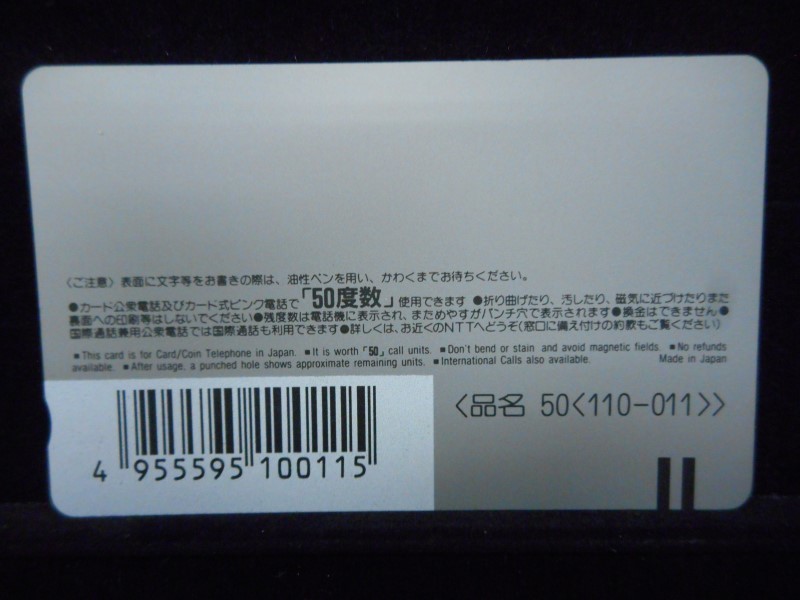 〈ご注意〉表面に文字等をお書きの際は、油性ペンを用い、かわくまでお待ちください。
●カード公衆電話及びカード式ピンク電話で「50度数」使用できます ●折り曲げたり、汚したり、磁気に近づけたりまた
裏面への印刷等はしないでください●残度数は電話機に表示され、まためやすがパンチ穴で表示されます●換金はできません●
国際通話兼用公衆電話では国際通話も利用できます●詳しくは、お近くのNTTへどうぞ(窓口に備え付けの約款もご覧ください)
■This card is for Card/Coin Telephone in Japan. ■It is worth「50」call units. ■Don't bend or stain and avoid magnetic fields. ■No refunds
available. ■After usage, a punched hole shows approximate remaining units. ■International Calls also available. Made in Japan
〈品名 50〈110-011〉〉
4 955595 100115